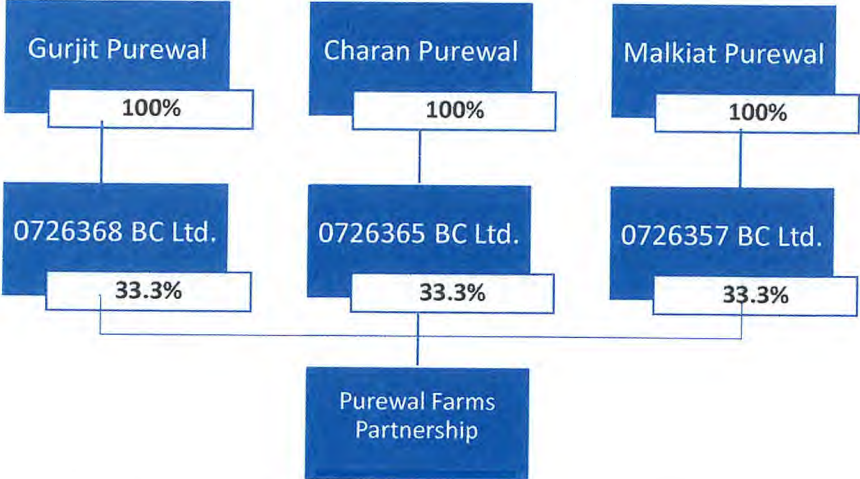 Gurjit Purewal
Charan Purewal
Malkiat Purewal
100%
100%
100%
0726368 BC Ltd.
0726365 BC Ltd.
0726357 BC Ltd.
33.3%
33.3%
33.3%
Purewal Farms
Partnership